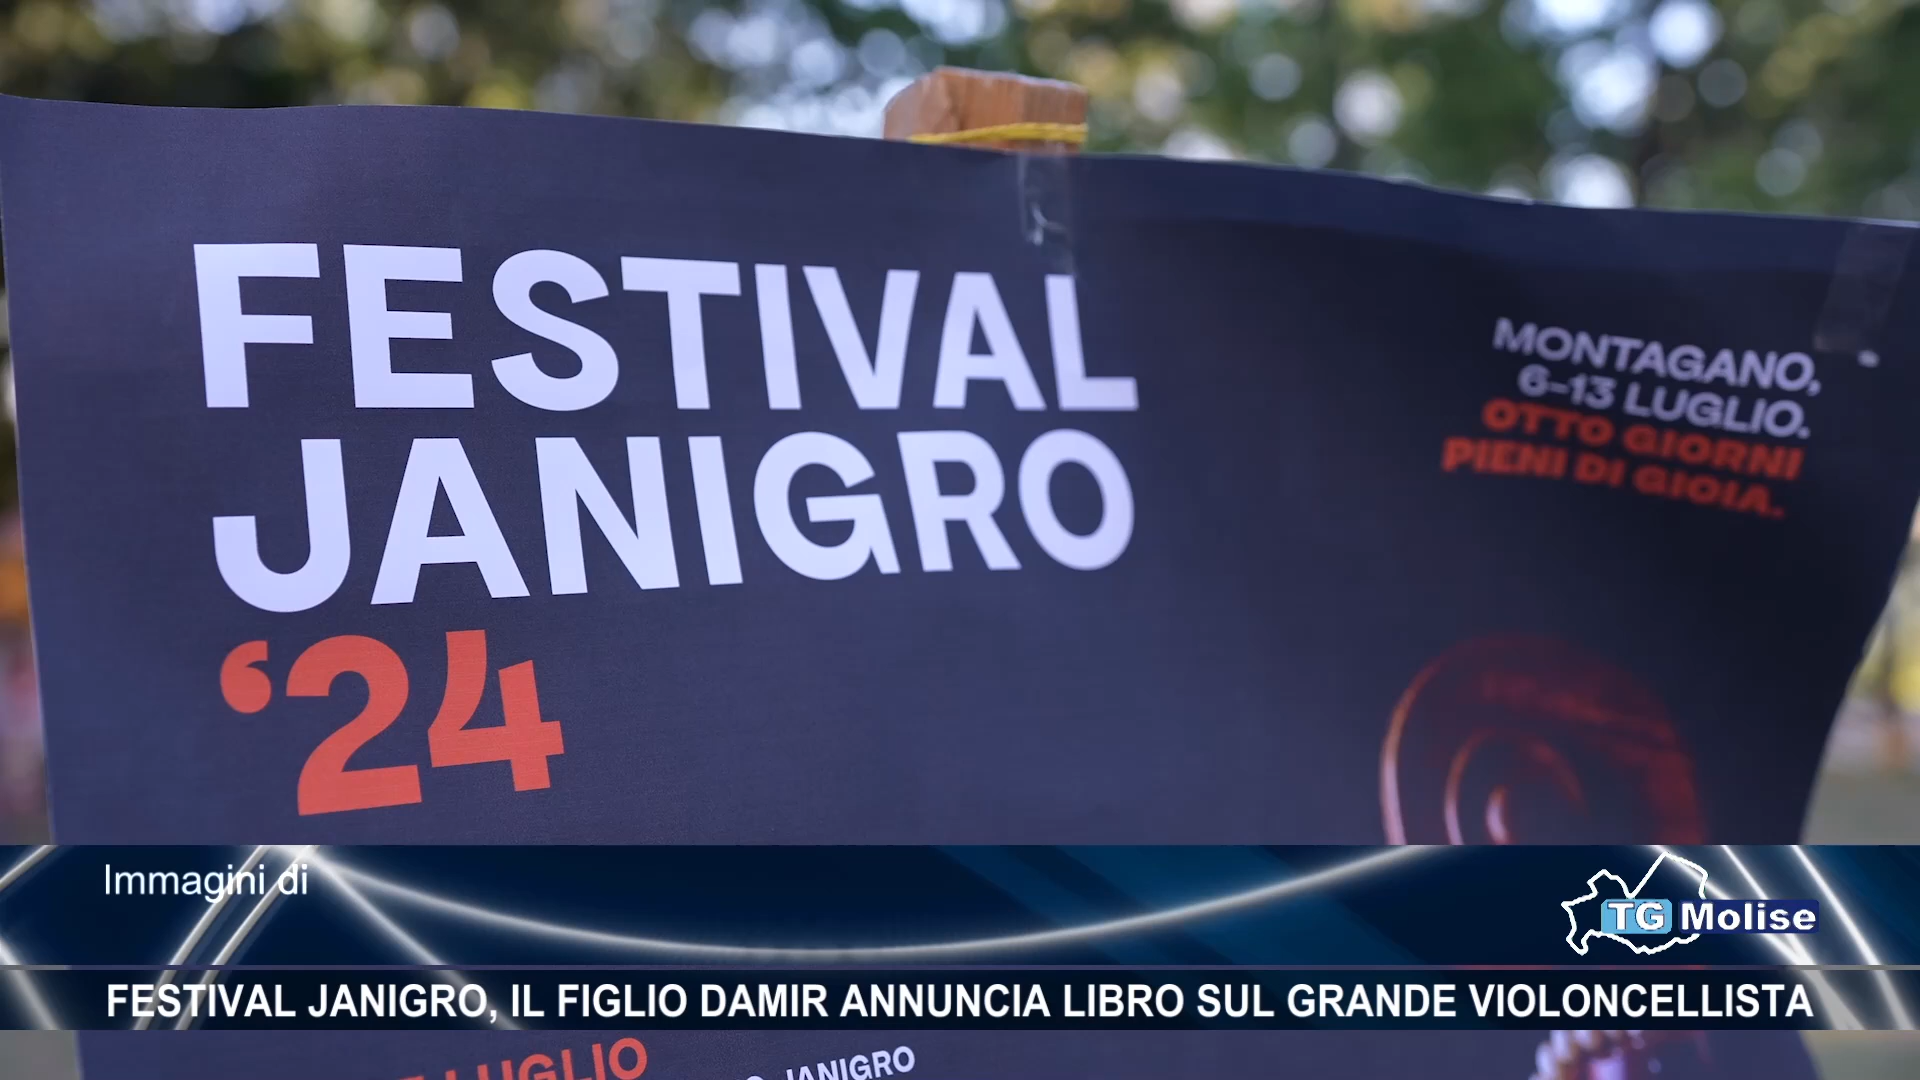 FESTIVAL
JANIGRO
‘24
MONTAGANO,
6–13 LUGLIO.
OTTO GIORNI
PIENI DI GIOIA.
Immagini di
TG Molise
FESTIVAL JANIGRO, IL FIGLIO DAMIR ANNUNCIA LIBRO SUL GRANDE VIOLONCELLISTA
LUGLIO
JANIGRO